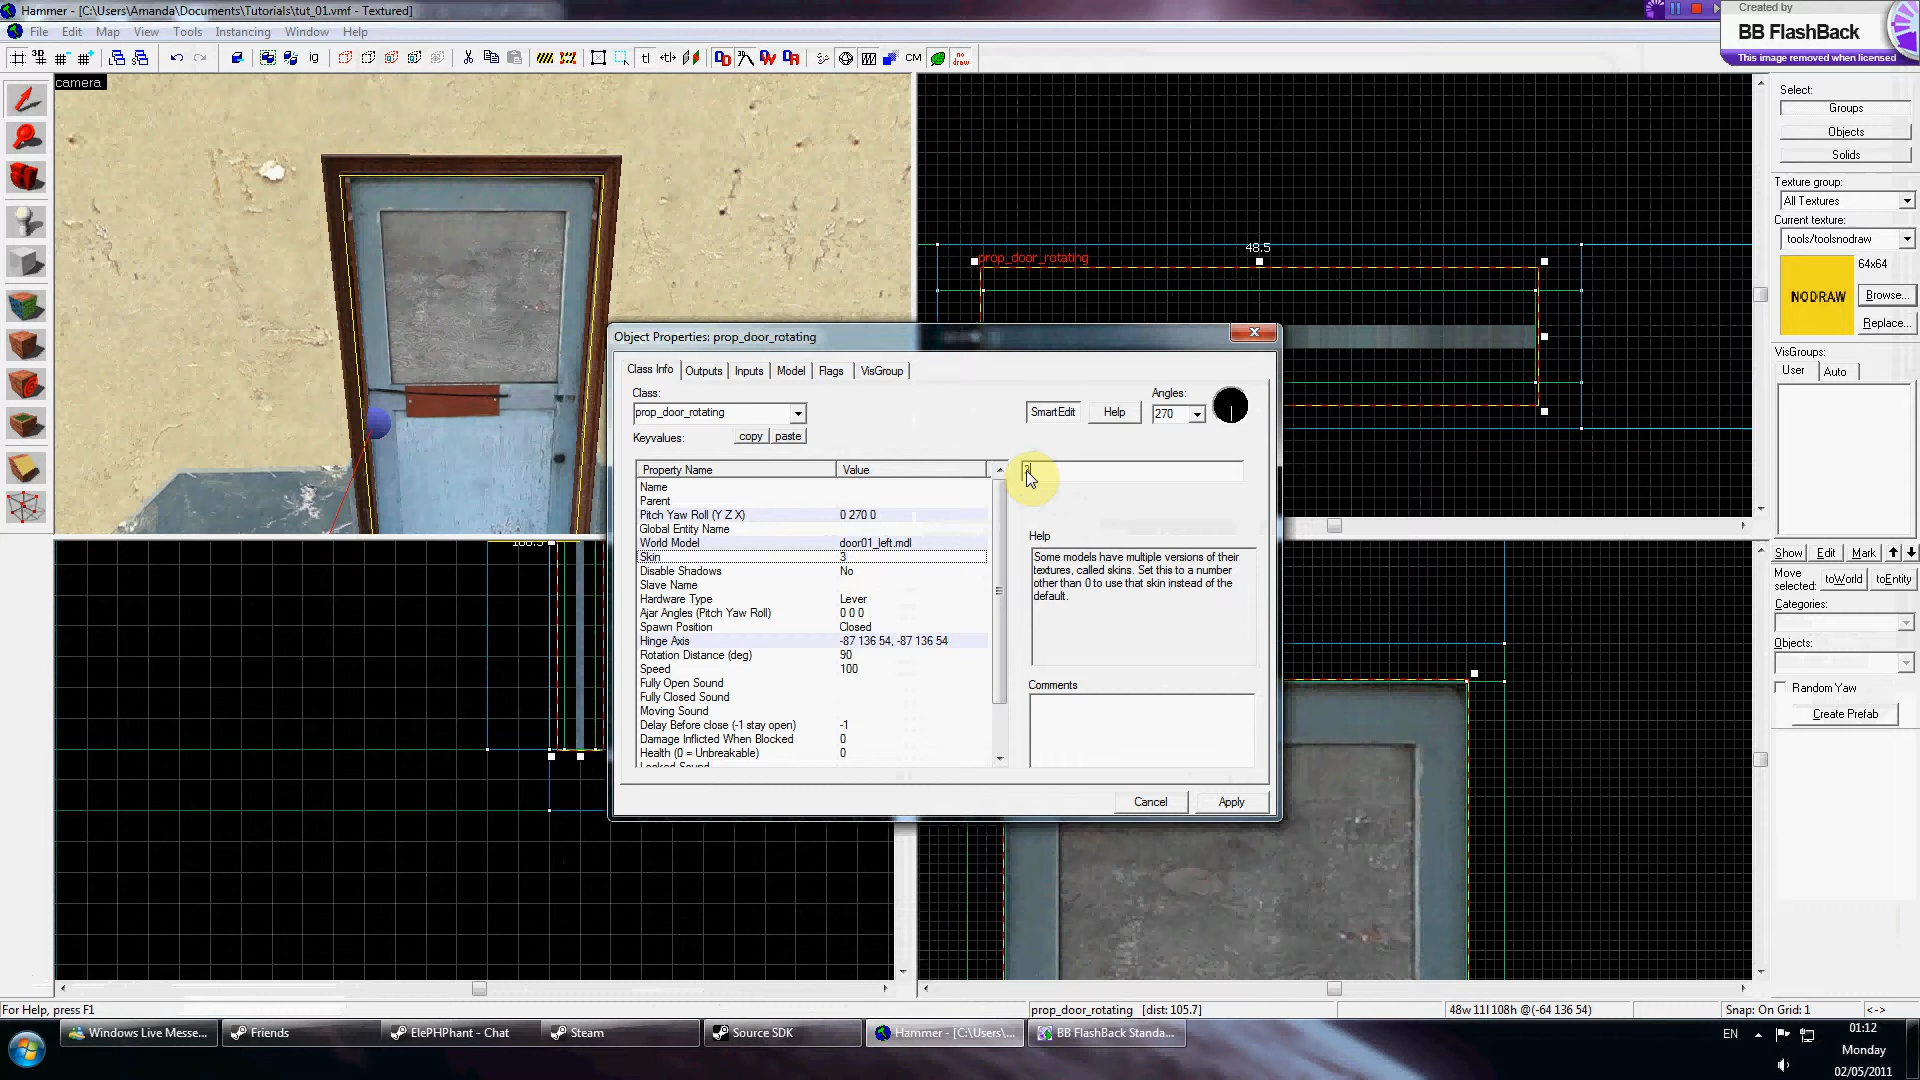 Hammer - [C:\Users\Amanda\Documents\Tutorials\tut_01.vmf - Textured]
Created by
BB FlashBack
This image removed when licensed
File Edit Map View Tools Instancing Window Help
camera
prop_door_rotating
48.5
Select:
Groups
Objects
Solids
Texture group:
All Textures
Current texture:
tools/toolsnodraw
64x64
NODRAW
Browse...
Replace...
VisGroups:
User Auto
Show Edit Mark
Move selected:
toWorld toEntity
Categories:
Objects:
Random Yaw
Create Prefab
Object Properties: prop_door_rotating
Class Info Outputs Inputs Model Flags VisGroup
Class:
prop_door_rotating
SmartEdit Help
Angles:
270
Keyvalues: copy paste
Property Name Value
Name
Parent
Pitch Yaw Roll (Y Z X) 0 270 0
Global Entity Name
World Model door01_left.mdl
Skin 3
Disable Shadows No
Slave Name
Hardware Type Lever
Ajar Angles (Pitch Yaw Roll) 0 0 0
Spawn Position Closed
Hinge Axis -87 136 54, -87 136 54
Rotation Distance (deg) 90
Speed 100
Fully Open Sound
Fully Closed Sound
Moving Sound
Delay Before close (-1 stay open) -1
Damage Inflicted When Blocked 0
Health (0 = Unbreakable) 0
Help
Some models have multiple versions of their
textures, called skins. Set this to a number
other than 0 to use that skin instead of the
default.
Comments
Cancel Apply
For Help, press F1
prop_door_rotating [dist: 105.7]
48w 11l 108h @(-64 136 54)
Snap: On Grid: 1
<->
Windows Live Messe...
Friends
ElePHPhant - Chat
Steam
Source SDK
Hammer - [C:\Users\...
BB FlashBack Standa...
EN
01:12
Monday
02/05/2011